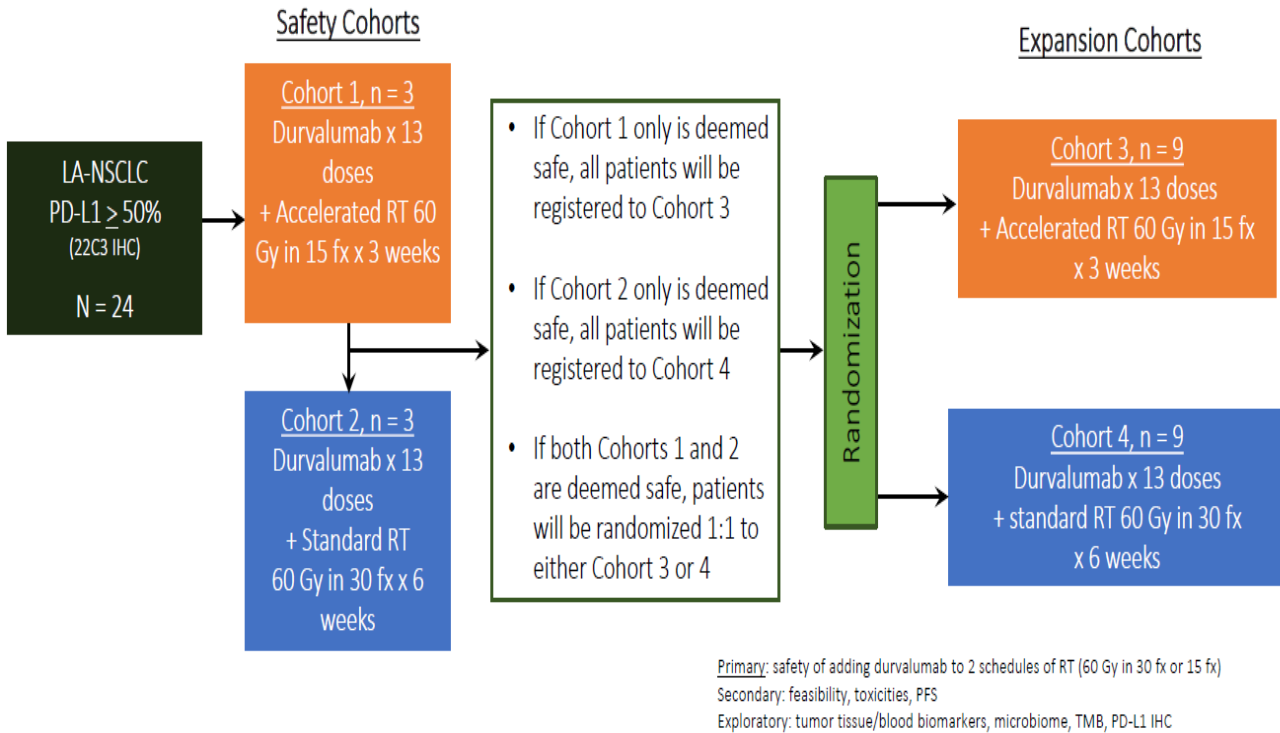 Safety Cohorts
Expansion Cohorts
LA-NSCLC
PD-L1 ≥ 50%
(22C3 IHC)
N = 24
Cohort 1, n = 3
Durvalumab x 13
doses
+ Accelerated RT 60
Gy in 15 fx x 3 weeks
Cohort 2, n = 3
Durvalumab x 13
doses
+ Standard RT
60 Gy in 30 fx x 6
weeks
• If Cohort 1 only is deemed
safe, all patients will be
registered to Cohort 3
• If Cohort 2 only is deemed
safe, all patients will be
registered to Cohort 4
• If both Cohorts 1 and 2
are deemed safe, patients
will be randomized 1:1 to
either Cohort 3 or 4
Randomization
Cohort 3, n = 9
Durvalumab x 13 doses
+ Accelerated RT 60 Gy in 15 fx
x 3 weeks
Cohort 4, n = 9
Durvalumab x 13 doses
+ standard RT 60 Gy in 30 fx
x 6 weeks
Primary: safety of adding durvalumab to 2 schedules of RT (60 Gy in 30 fx or 15 fx)
Secondary: feasibility, toxicities, PFS
Exploratory: tumor tissue/blood biomarkers, microbiome, TMB, PD-L1 IHC